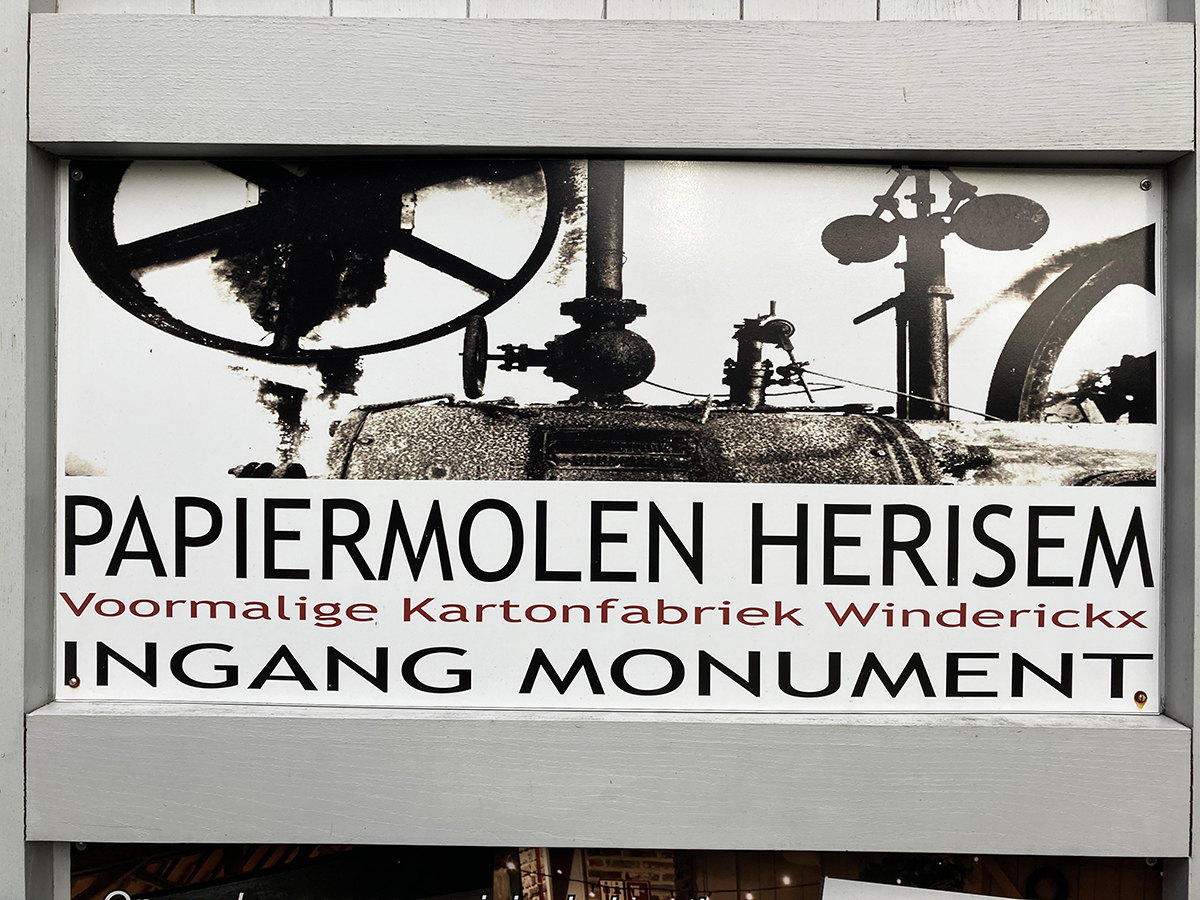 PAPIERMOLEN HERISEM
Voormalige Kartonfabriek Winderickx
INGANG MONUMENT